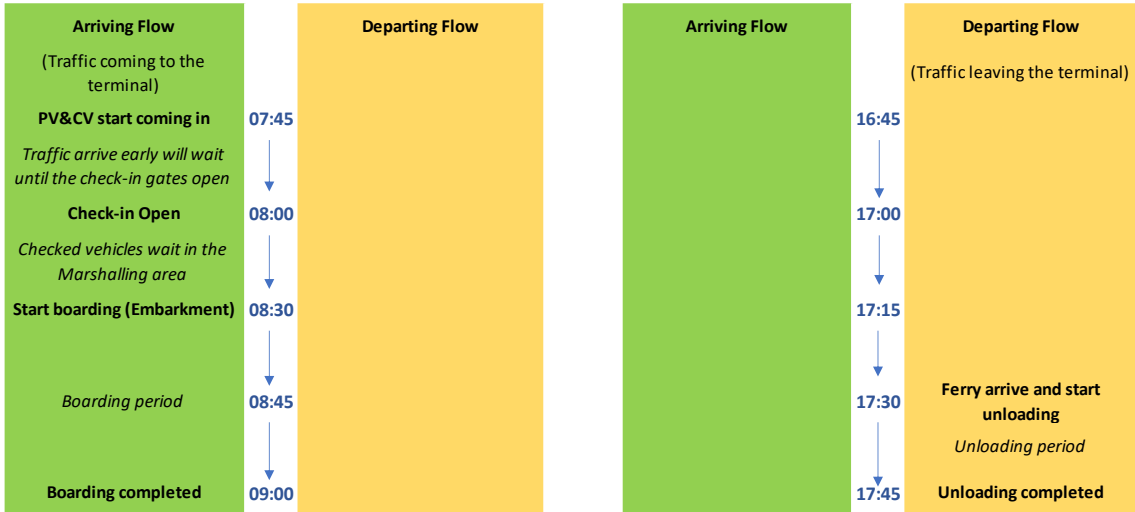 Arriving Flow
Departing Flow
(Traffic coming to the
terminal)
PV&CV start coming in
07:45
Traffic arrive early will wait
until the check-in gates open
Check-in Open
08:00
Checked vehicles wait in the
Marshalling area
Start boarding (Embarkment)
08:30
Boarding period
08:45
Boarding completed
09:00
Arriving Flow
Departing Flow
(Traffic leaving the terminal)
16:45
17:00
17:15
17:30
Ferry arrive and start
unloading
Unloading period
17:45
Unloading completed